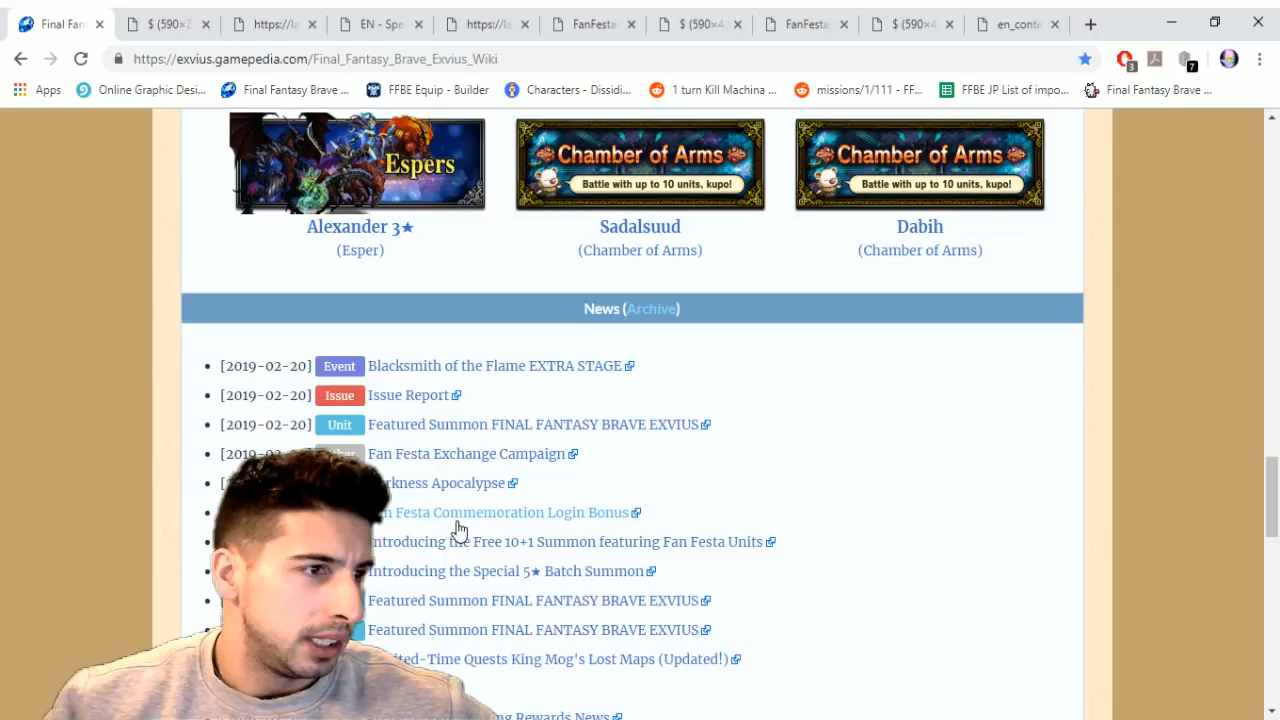 Final Fan
$ (590×2
https://la
EN - Spe
https://la
FanFesta
$ (590×4
FanFesta
$ (590×4
en_conte
https://exvius.gamepedia.com/Final_Fantasy_Brave_Exvius_Wiki
3
7
Apps
Online Graphic Desi...
Final Fantasy Brave ...
FFBE Equip - Builder
Characters - Dissidi...
1 turn Kill Machina ...
missions/1/111 - FF...
FFBE JP List of impo...
Final Fantasy Brave ...
Espers
Chamber of Arms
Battle with up to 10 units, kupo!
Chamber of Arms
Battle with up to 10 units, kupo!
Alexander 3★
Sadalsuud
Dabih
(Esper)
(Chamber of Arms)
(Chamber of Arms)
News (Archive)
[2019-02-20] Event Blacksmith of the Flame EXTRA STAGE
[2019-02-20] Issue Issue Report
[2019-02-20] Unit Featured Summon FINAL FANTASY BRAVE EXVIUS
Fan Festa Exchange Campaign
Apocalypse
Festa Commemoration Login Bonus
Introducing the Free 10+1 Summon featuring Fan Festa Units
Introducing the Special 5★ Batch Summon
Featured Summon FINAL FANTASY BRAVE EXVIUS
Featured Summon FINAL FANTASY BRAVE EXVIUS
Quests King Mog's Lost Maps (Updated!)
Rewards News